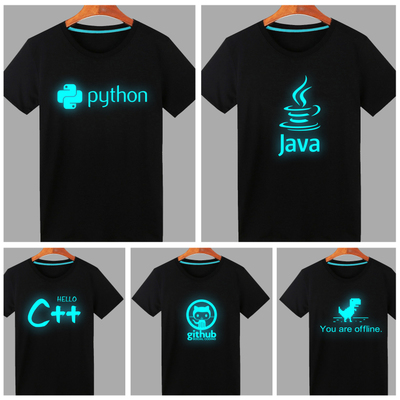 python
Java
HELLO
C++
github
You are offline.